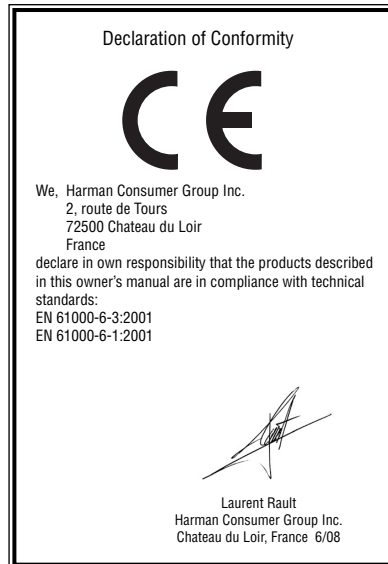 Declaration of Conformity
CE
We, Harman Consumer Group Inc.
2, route de Tours
72500 Chateau du Loir
France
declare in own responsibility that the products described
in this owner’s manual are in compliance with technical
standards:
EN 61000-6-3:2001
EN 61000-6-1:2001
Laurent Rault
Harman Consumer Group Inc.
Chateau du Loir, France 6/08